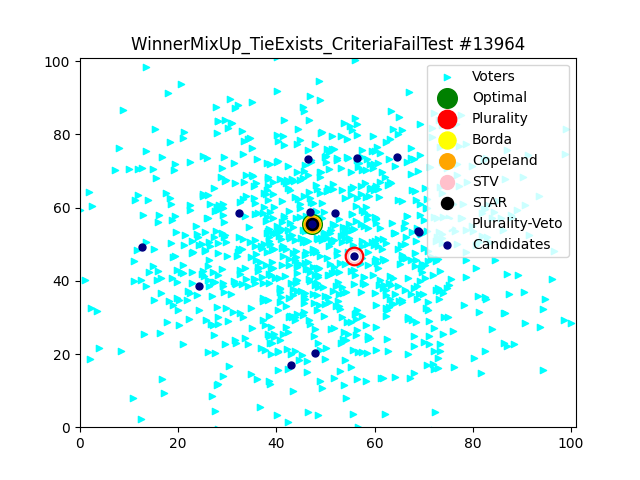 WinnerMixUp_TieExists_CriteriaFailTest #13964
100
80
60
40
20
0
0
20
40
60
80
100
Voters
Optimal
Plurality
Borda
Copeland
STV
STAR
Plurality-Veto
Candidates